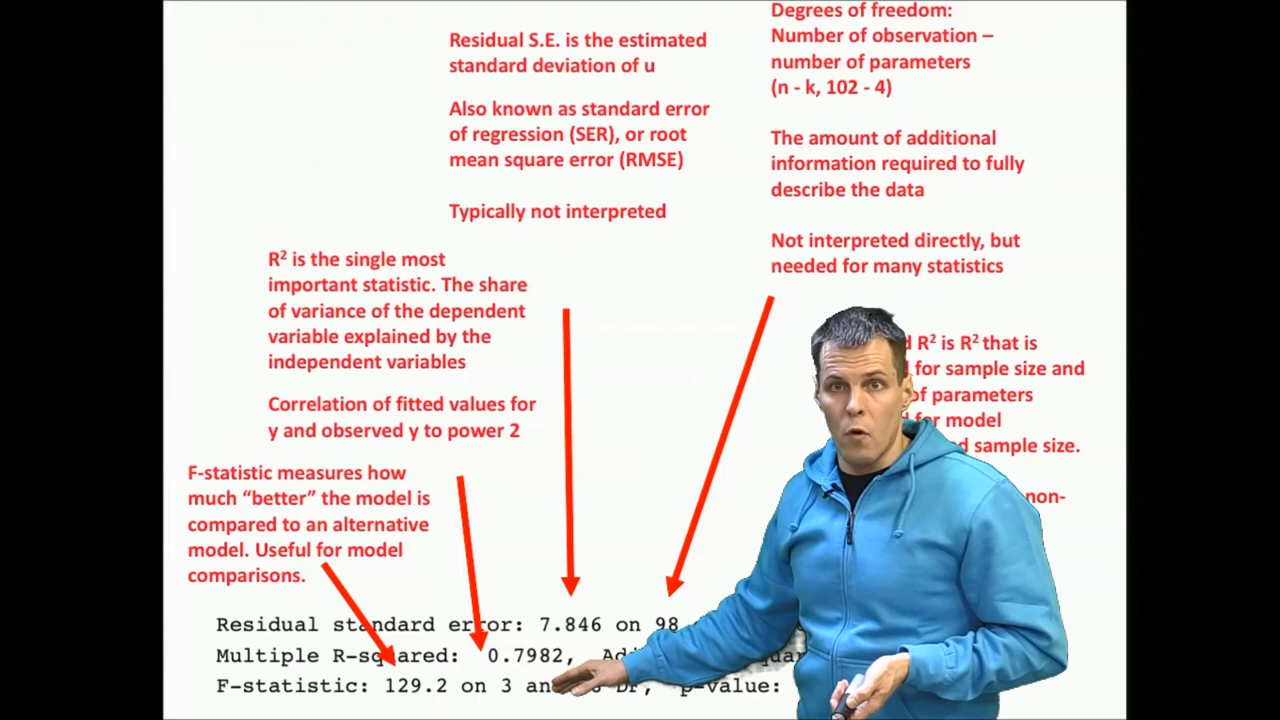 Degrees of freedom:
Number of observation –
number of parameters
(n - k, 102 - 4)
The amount of additional
information required to fully
describe the data
Not interpreted directly, but
needed for many statistics
Residual S.E. is the estimated
standard deviation of u
Also known as standard error
of regression (SER), or root
mean square error (RMSE)
Typically not interpreted
R² is the single most
important statistic. The share
of variance of the dependent
variable explained by the
independent variables
Correlation of fitted values for
y and observed y to power 2
R² is R² that is
for sample size and
of parameters
model
sample size.
non-
F-statistic measures how
much “better” the model is
compared to an alternative
model. Useful for model
comparisons.
Residual standard error: 7.846 on 98
Multiple R-squared: 0.7982,
F-statistic: 129.2 on 3 DF, p-value: